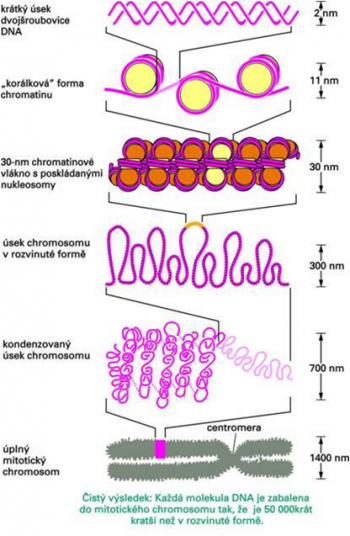 krátký úsek
dvojšroubovice
DNA
2 nm
„korálková" forma
chromatinu
11 nm
30-nm chromatinové
vlákno s poskládanými
nukleosomy
30 nm
úsek chromosomu
v rozvinuté formě
300 nm
kondenzovaný
úsek chromosomu
700 nm
centromera
úplný
mitotický
chromosom
1400 nm
Čistý výsledek: Každá molekula DNA je zabalena
do mitotického chromosomu tak, že je 50 000krát
kratší než v rozvinuté formě.